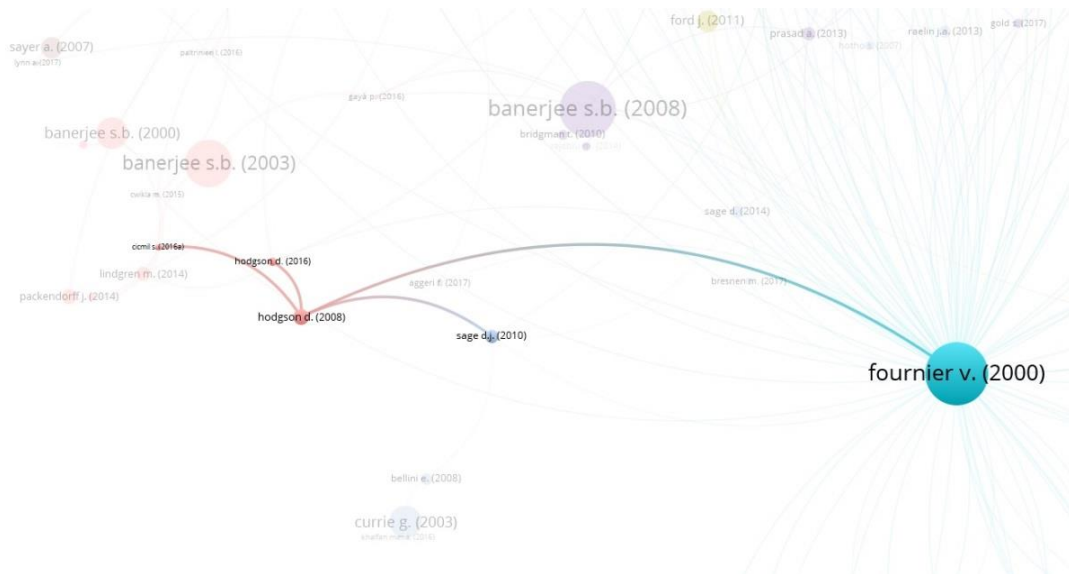 ford j. (2011)
gold s. (2017)
prasad a. (2013)
raelin j.a. (2013)
sayer a. (2007)
lynn a. (2017)
gaya p. (2016)
banerjee s.b. (2008)
banerjee s.b. (2000)
bridgman t. (2010)
banerjee s.b. (2003)
sage d. (2014)
cicmil s. (2016a)
hodgson d. (2016)
lindgren m. (2014)
aggeri f. (2017)
bresnen m. (2017)
packendorff j. (2014)
hodgson d. (2008)
sage d.j. (2010)
fournier v. (2000)
bellini e. (2008)
currie g. (2003)